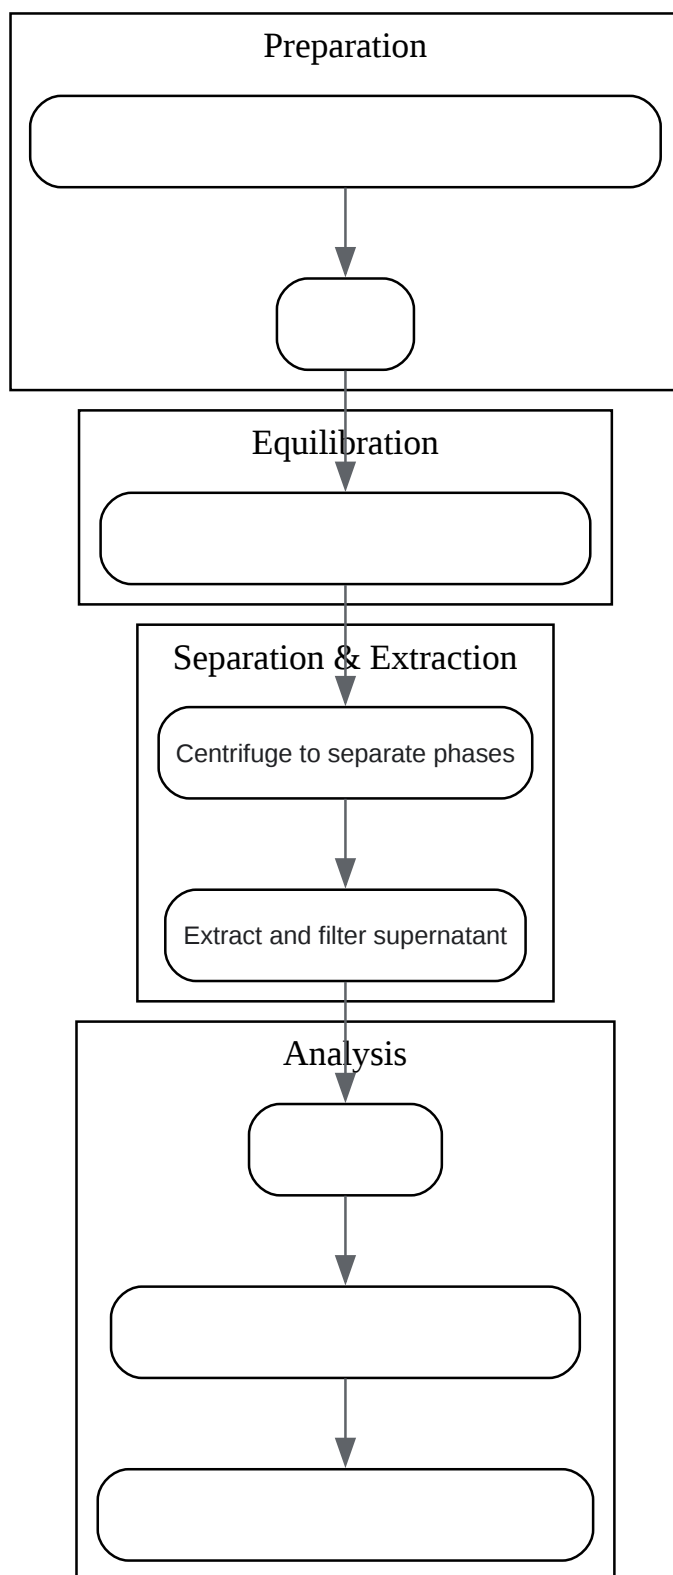 Preparation
Equilibration
Separation & Extraction
Centrifuge to separate phases
Extract and filter supernatant
Analysis